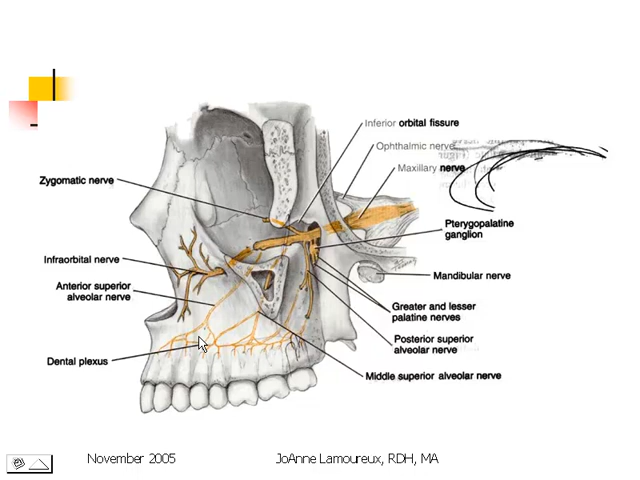 Inferior orbital fissure
Ophthalmic nerve
Maxillary nerve
Zygomatic nerve
Pterygopalatine
ganglion
Infraorbital nerve
Mandibular nerve
Anterior superior
alveolar nerve
Greater and lesser
palatine nerves
Posterior superior
alveolar nerve
Dental plexus
Middle superior alveolar nerve
November 2005
JoAnne Lamoureux, RDH, MA